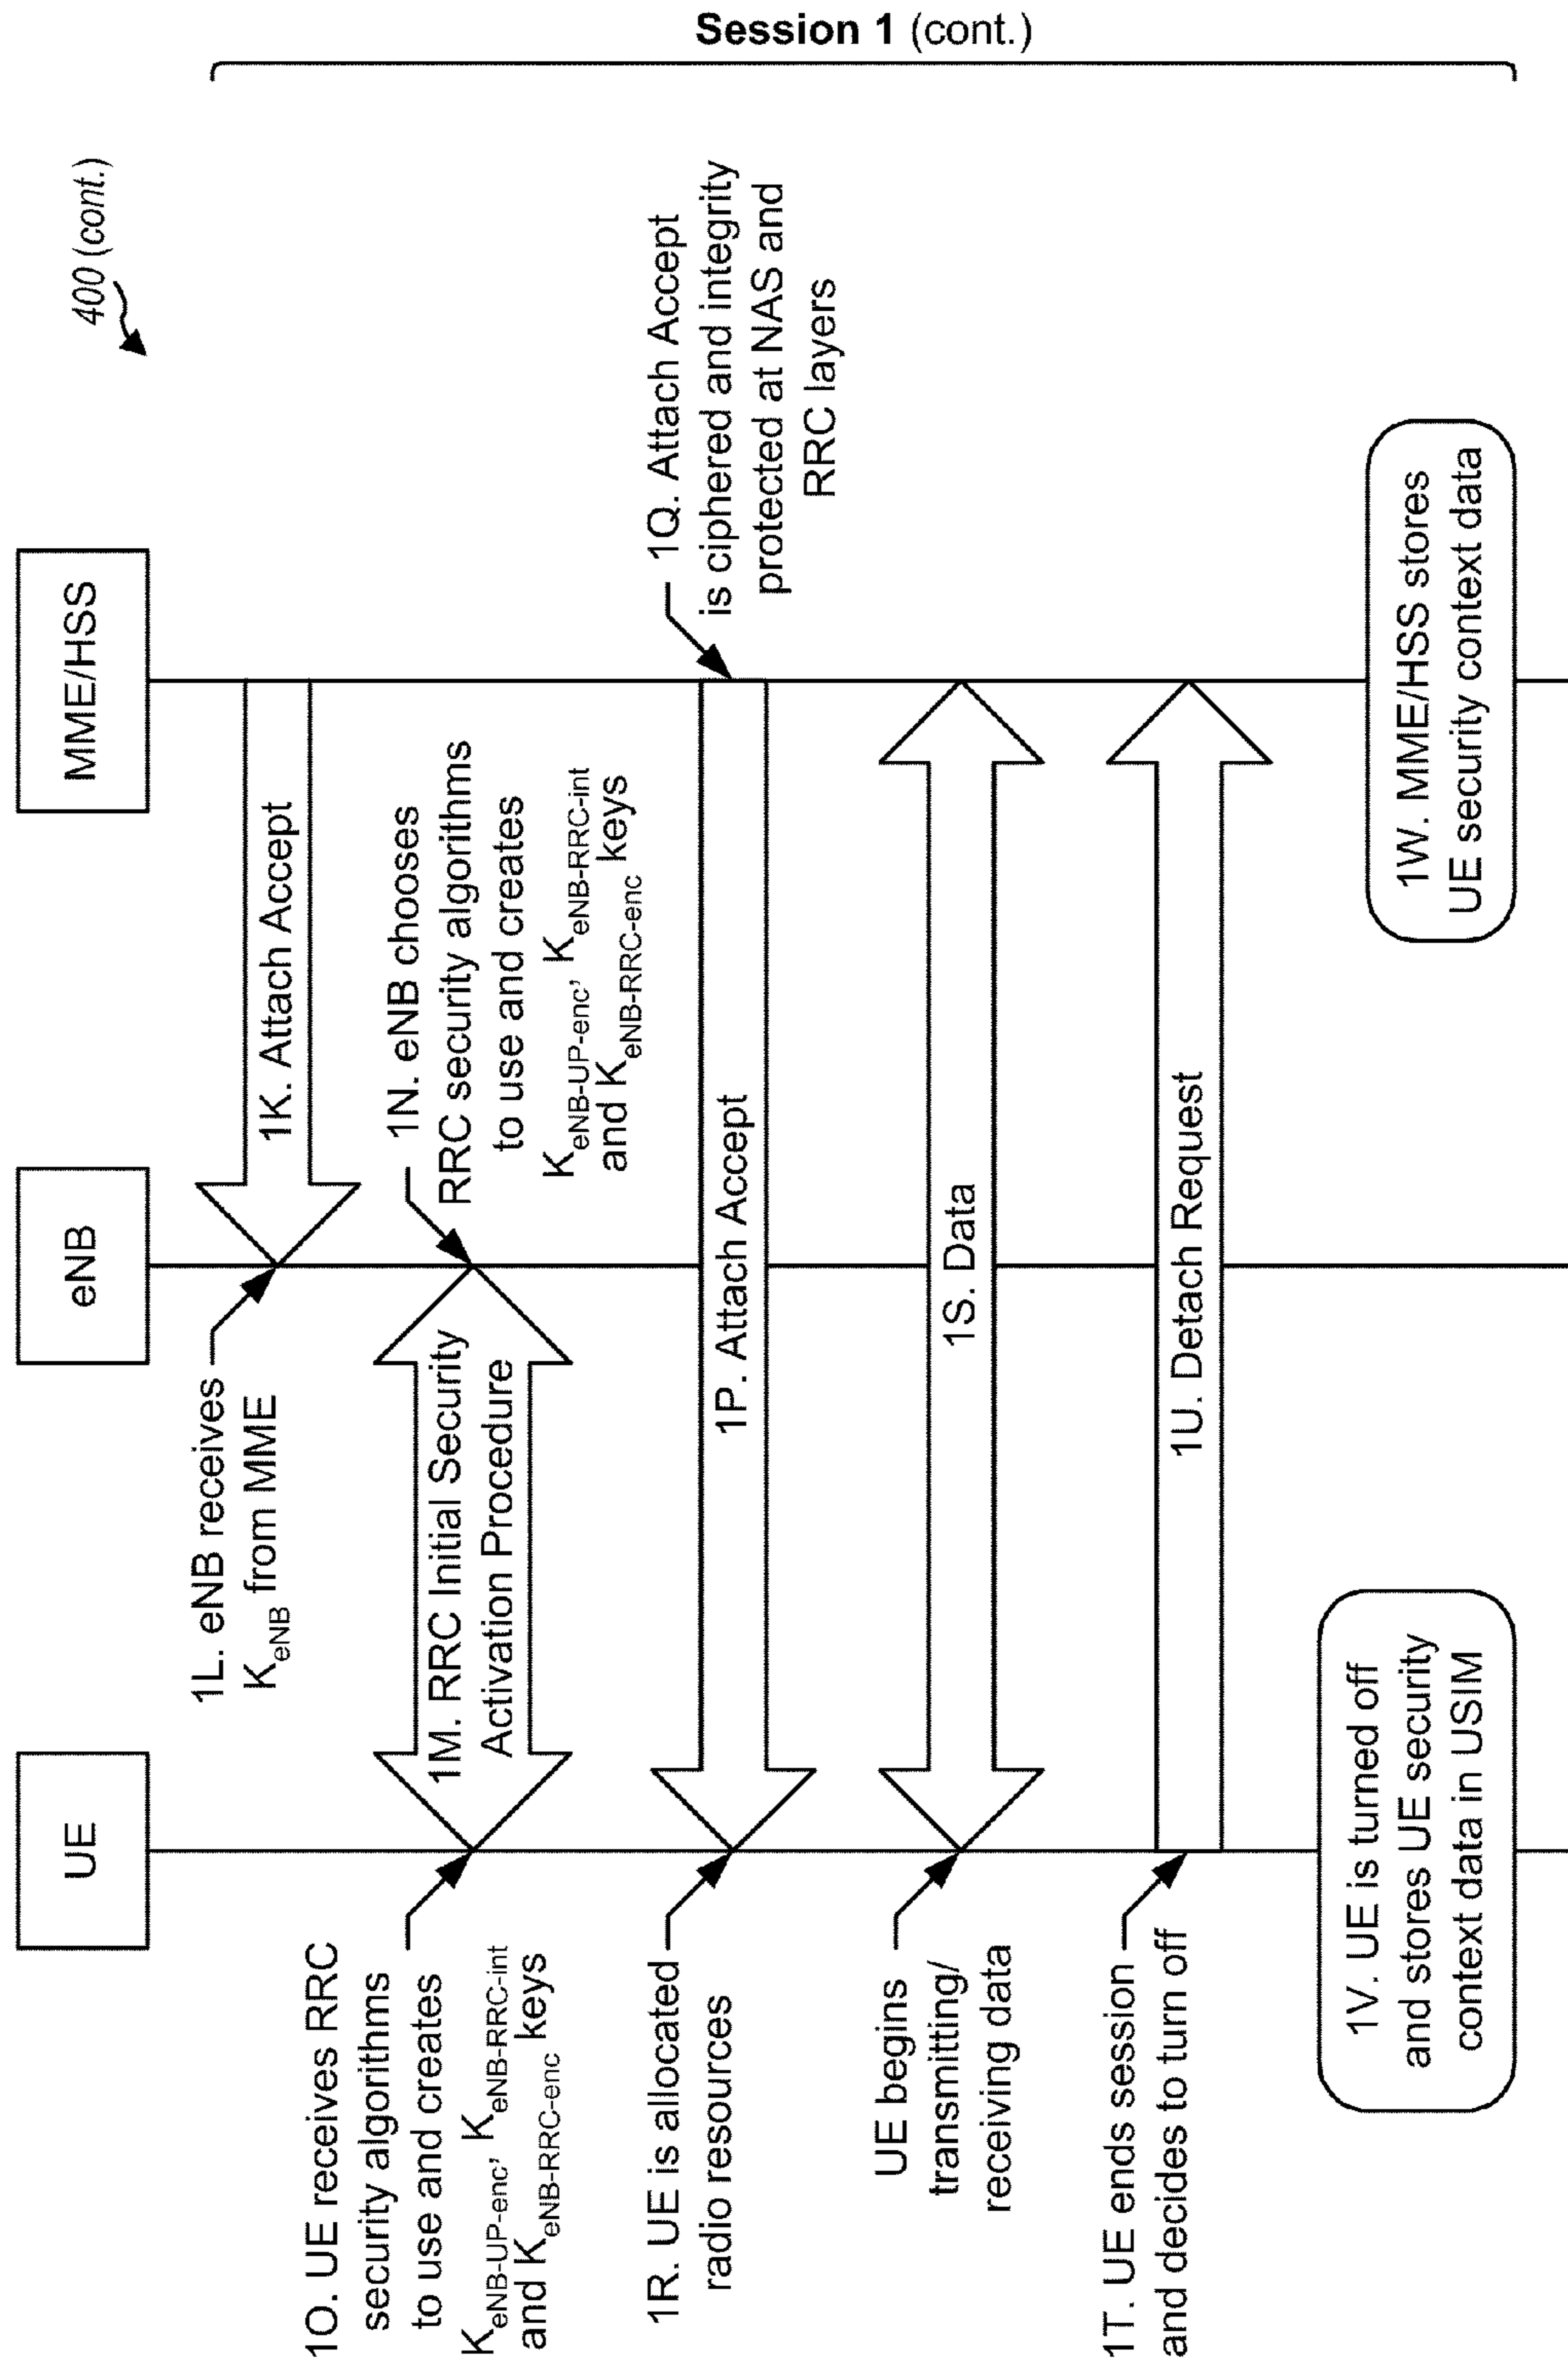 400 (cont.)
UE
eNB
MME/HSS
Session 1 (cont.)
1K. Attach Accept
1L. eNB receives
KeNB from MME
1M. RRC Initial Security
Activation Procedure
1N. eNB chooses
RRC security algorithms
to use and creates
KeNB-UP-enc, KeNB-RRC-int
and KeNB-RRC-enc keys
1O. UE receives RRC
security algorithms
to use and creates
KeNB-UP-enc, KeNB-RRC-int
and KeNB-RRC-enc keys
1P. Attach Accept
1Q. Attach Accept
is ciphered and integrity
protected at NAS and
RRC layers
1R. UE is allocated
radio resources
1S. Data
UE begins
transmitting/
receiving data
1T. UE ends session
and decides to turn off
1U. Detach Request
1V. UE is turned off
and stores UE security
context data in USIM
1W. MME/HSS stores
UE security context data